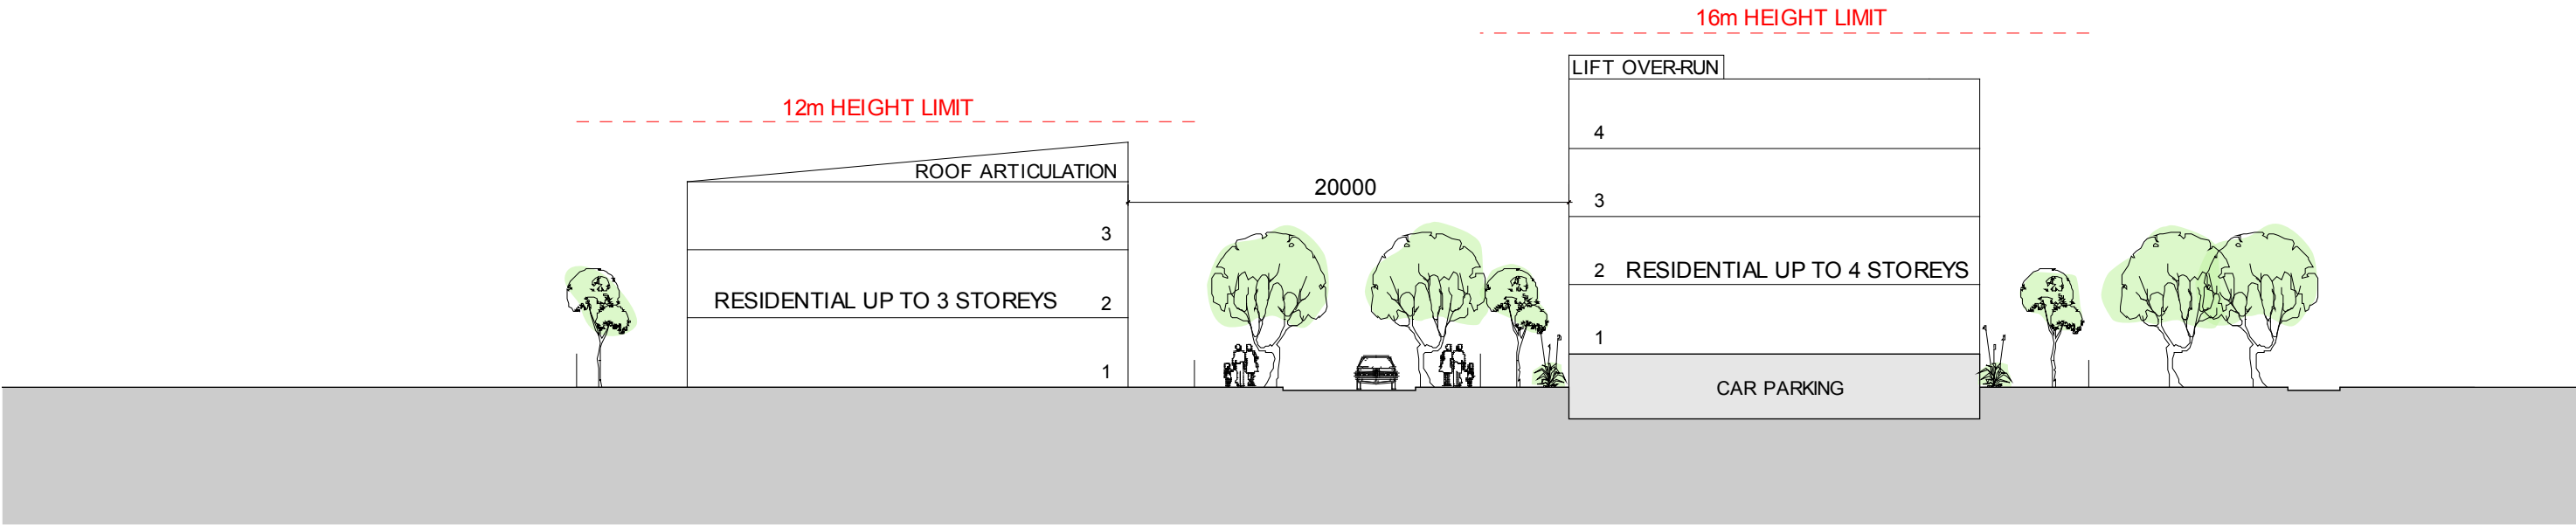 16m HEIGHT LIMIT
LIFT OVER-RUN
12m HEIGHT LIMIT
4
ROOF ARTICULATION
20000
3
3
2 RESIDENTIAL UP TO 4 STOREYS
RESIDENTIAL UP TO 3 STOREYS 2
1
1
CAR PARKING